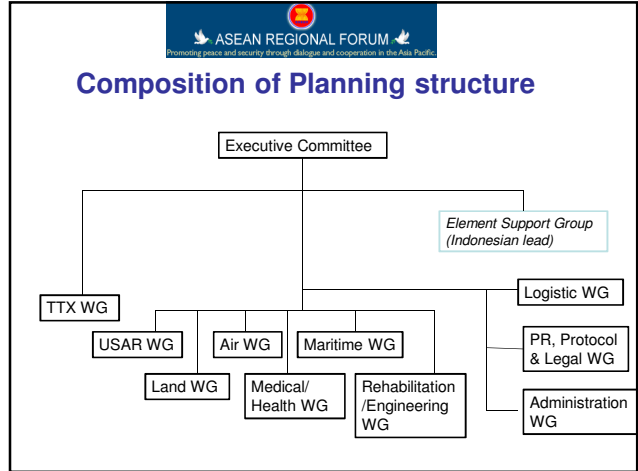 ASEAN REGIONAL FORUM
Promoting peace and security through dialogue and cooperation in the Asia Pacific.
Composition of Planning structure
Executive Committee
Element Support Group
(Indonesian lead)
TTX WG
Logistic WG
USAR WG
Air WG
Maritime WG
PR, Protocol
& Legal WG
Land WG
Medical/
Health WG
Rehabilitation
/Engineering
WG
Administration
WG